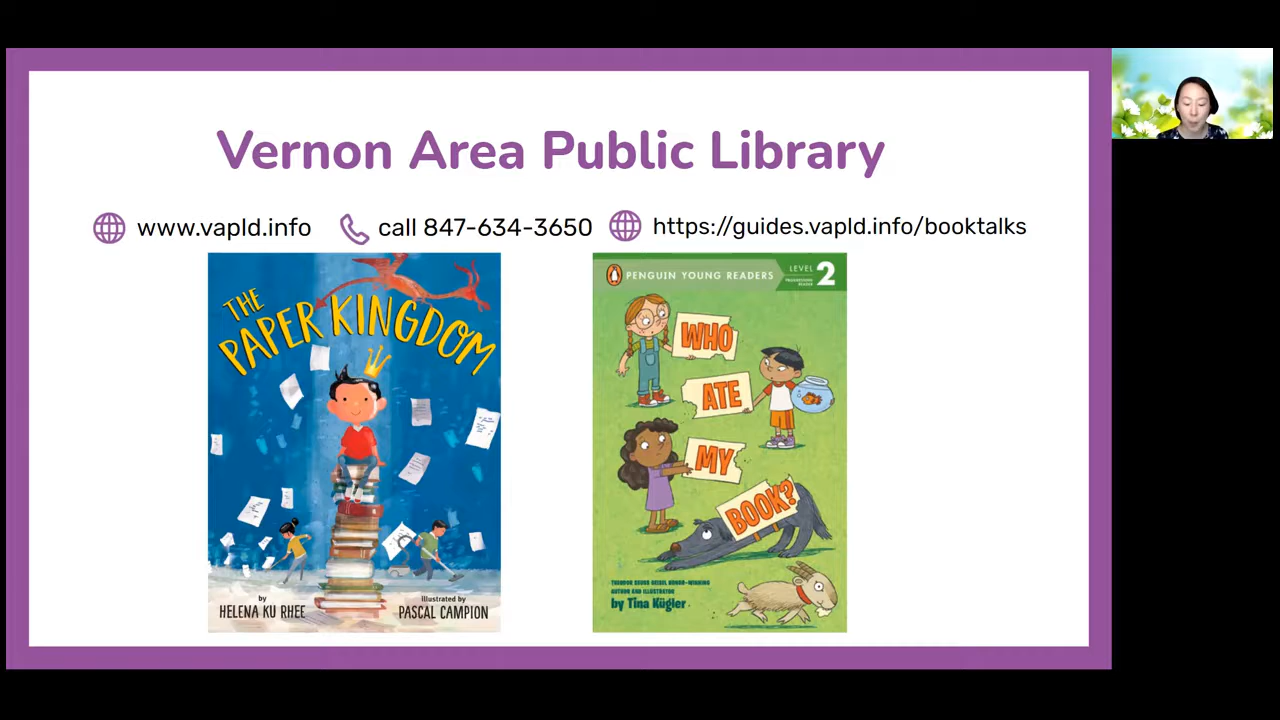 Vernon Area Public Library
www.vapld.info
call 847-634-3650
https://guides.vapld.info/booktalks
THE
PAPER KINGDOM
by
HELENA KU RHEE
Illustrated by
PASCAL CAMPION
PENGUIN YOUNG READERS
LEVEL 2
PROGRESSING
READER
WHO
ATE
MY
BOOK?
THEODOR SEUSS GEISEL HONOR-WINNING
AUTHOR AND ILLUSTRATOR
by Tina Kügler